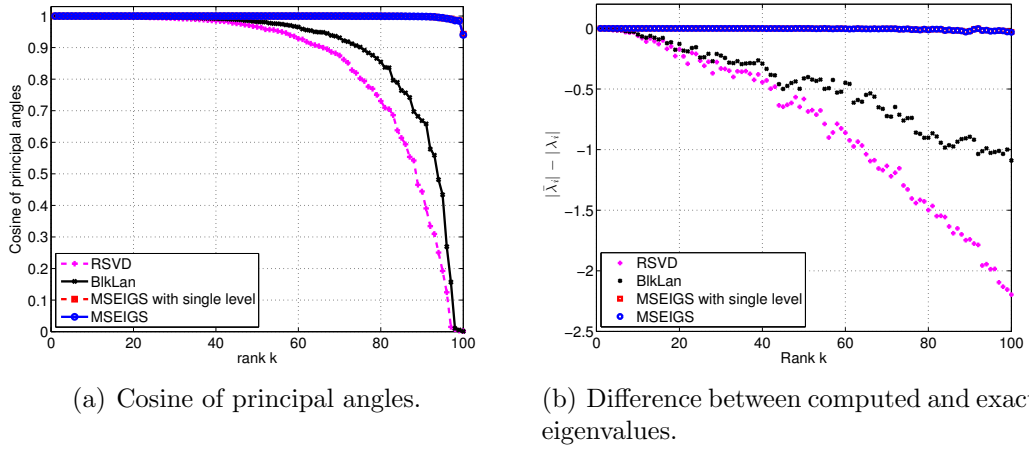 1
0.9
0.8
0.7
0.6
0.5
0.4
0.3
0.2
0.1
0
Cosine of principal angles
RSVD
BlkLan
MSEIGS with single level
MSEIGS
0 20 40 60 80 100
rank k
(a) Cosine of principal angles.
0
−0.5
−1
−1.5
−2
−2.5
|λ̄ᵢ| − |λᵢ|
RSVD
BlkLan
MSEIGS with single level
MSEIGS
0 20 40 60 80 100
Rank k
(b) Difference between computed and exac
eigenvalues.